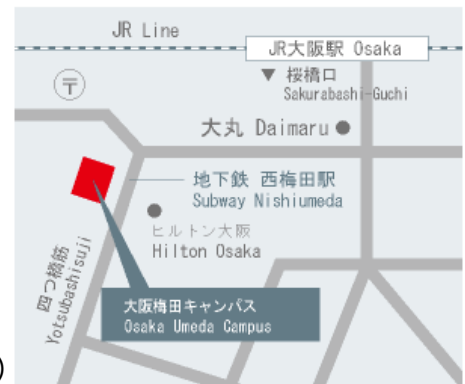 JR Line
JR大阪駅 Osaka
▼ 桜橋口
Sakurabashi-Guchi
〒
大丸 Daimaru
地下鉄 西梅田駅
Subway Nishiumeda
ヒルトン大阪
Hilton Osaka
四つ橋筋
Yotsubashisuji
大阪梅田キャンパス
Osaka Umeda Campus
)